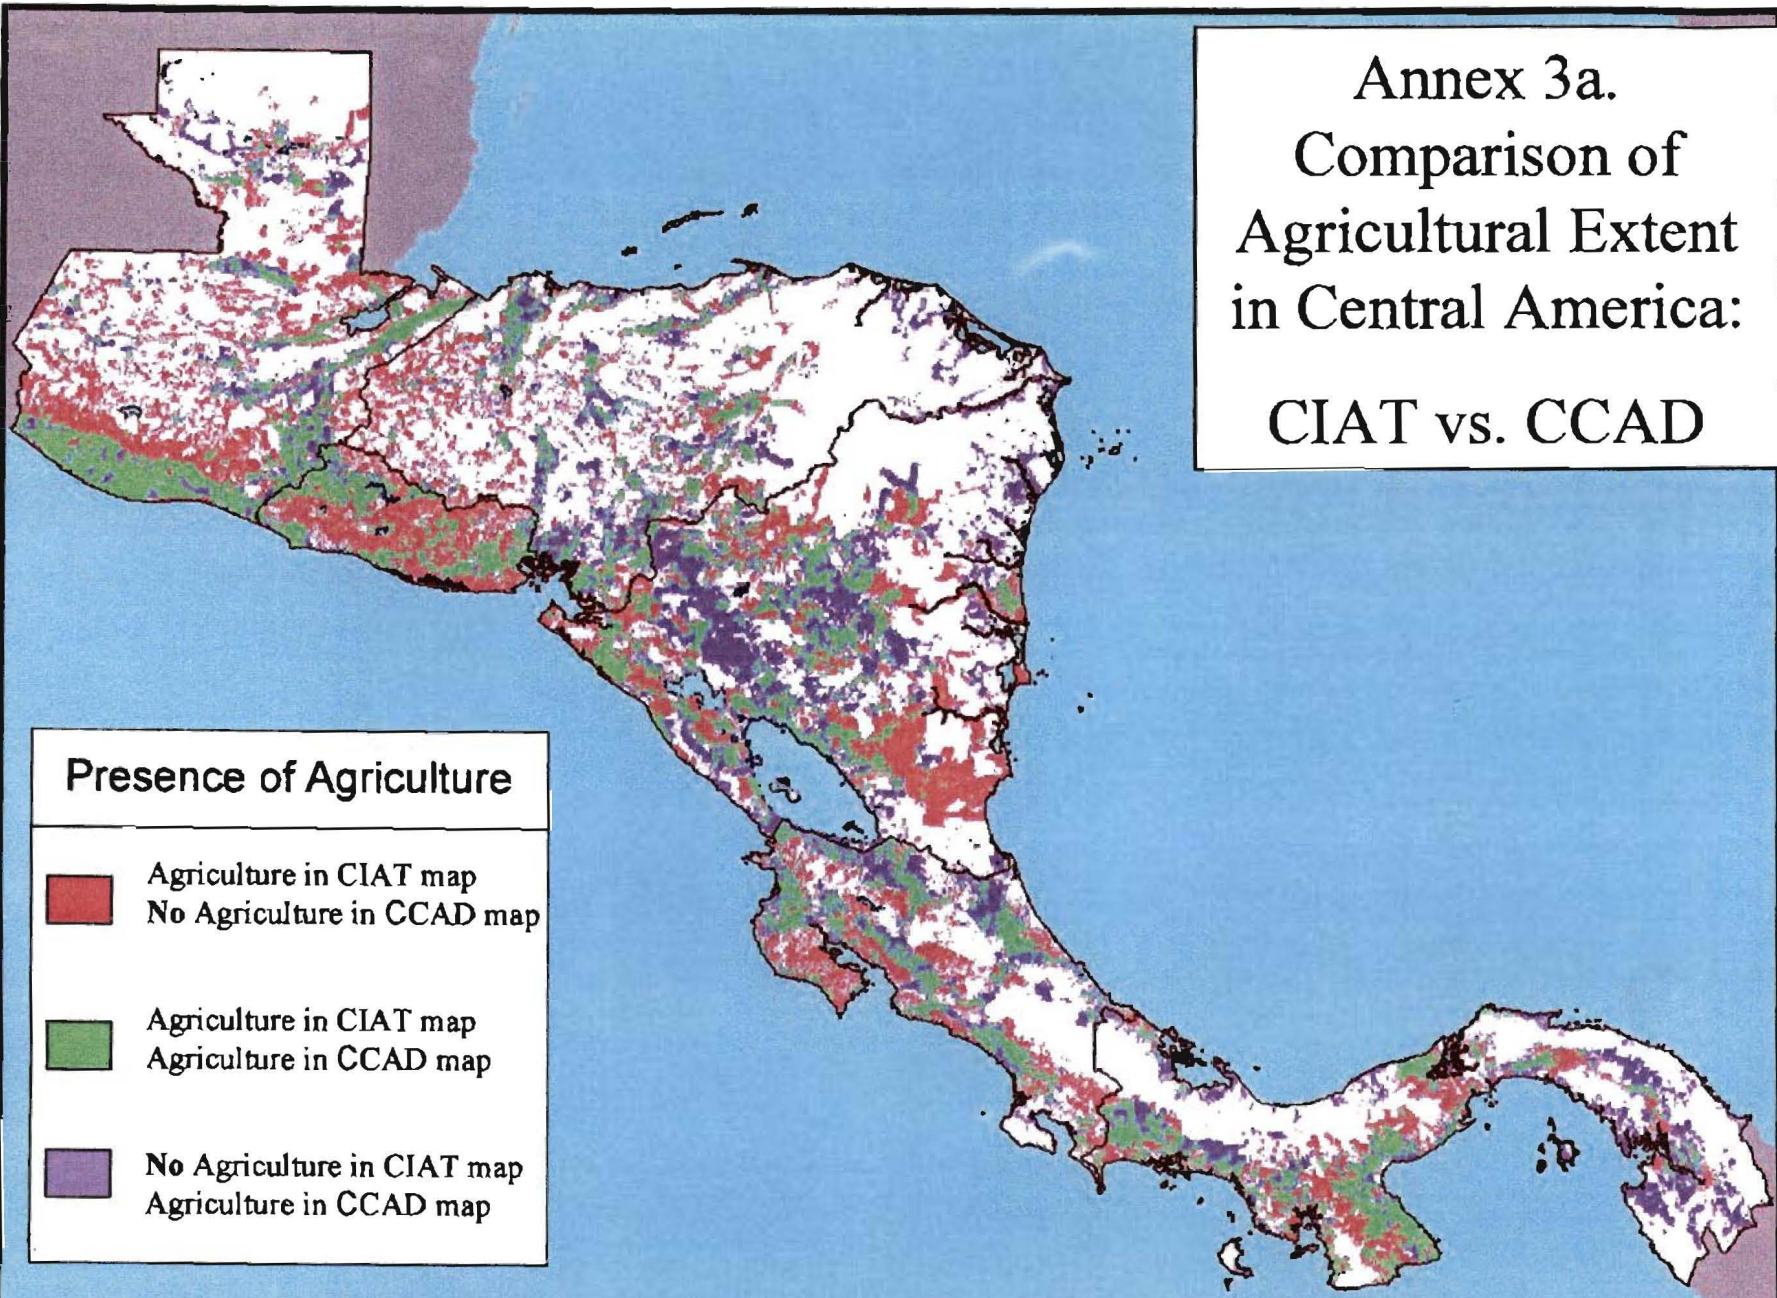 Annex 3a.
Comparison of
Agricultural Extent
in Central America:
CIAT vs. CCAD
Presence of Agriculture
Agriculture in CIAT map
No Agriculture in CCAD map
Agriculture in CIAT map
Agriculture in CCAD map
No Agriculture in CIAT map
Agriculture in CCAD map